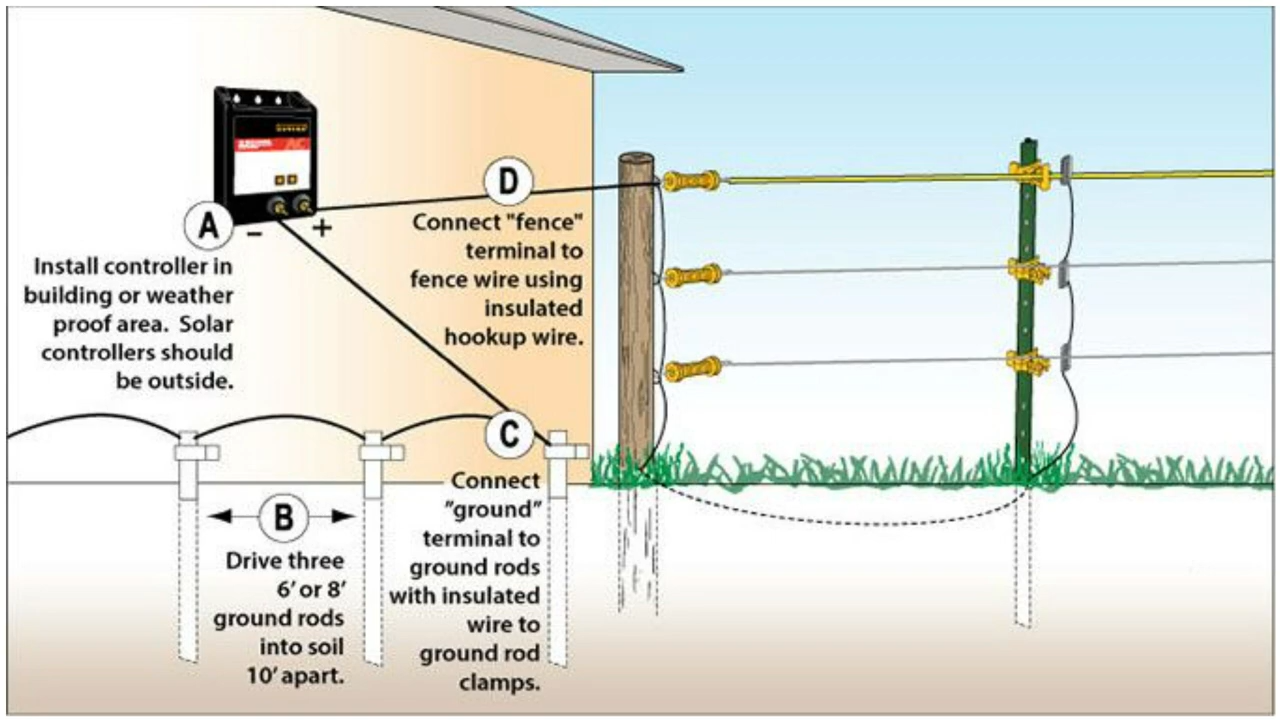 A
Install controller in
building or weather
proof area. Solar
controllers should
be outside.
AC
–
+
D
Connect "fence"
terminal to
fence wire using
insulated
hookup wire.
B
Drive three
6’ or 8’
ground rods
into soil
10’ apart.
C
Connect
”ground”
terminal to
ground rods
with insulated
wire to
ground rod
clamps.